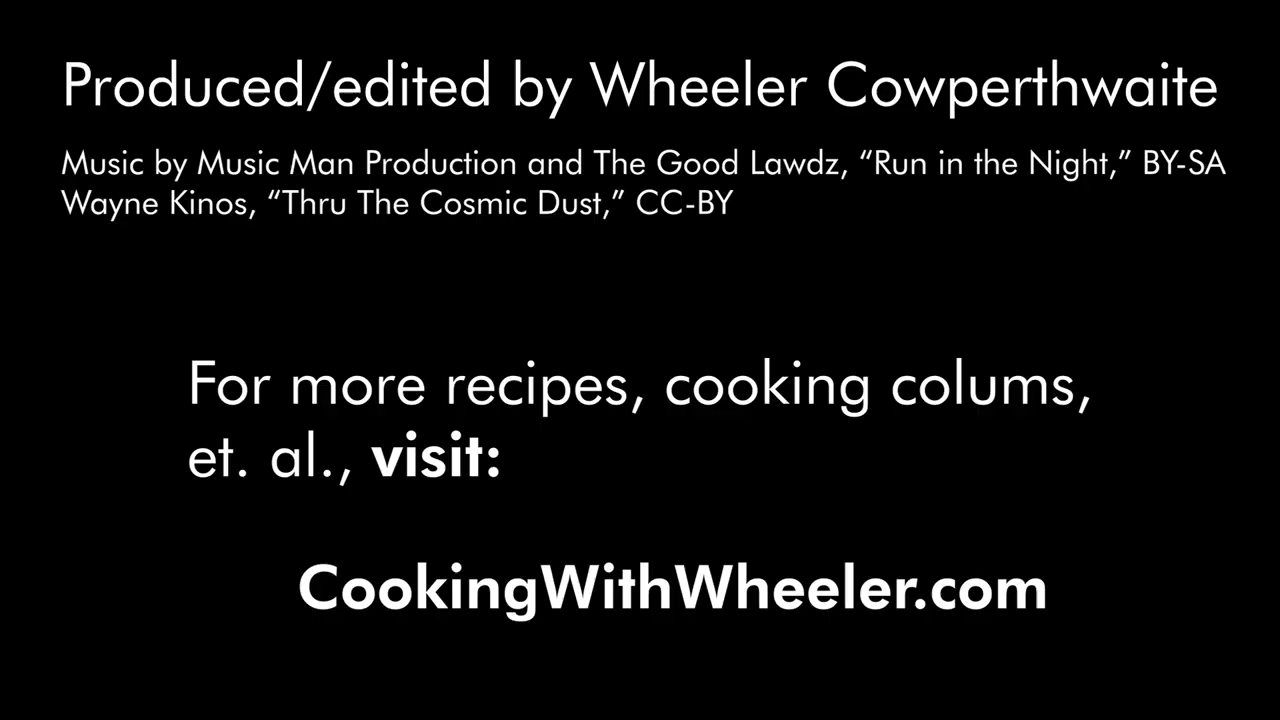 Produced/edited by Wheeler Cowperthwaite
Music by Music Man Production and The Good Lawdz, “Run in the Night,” BY-SA
Wayne Kinos, “Thru The Cosmic Dust,” CC-BY
For more recipes, cooking colums,
et. al., visit:
CookingWithWheeler.com